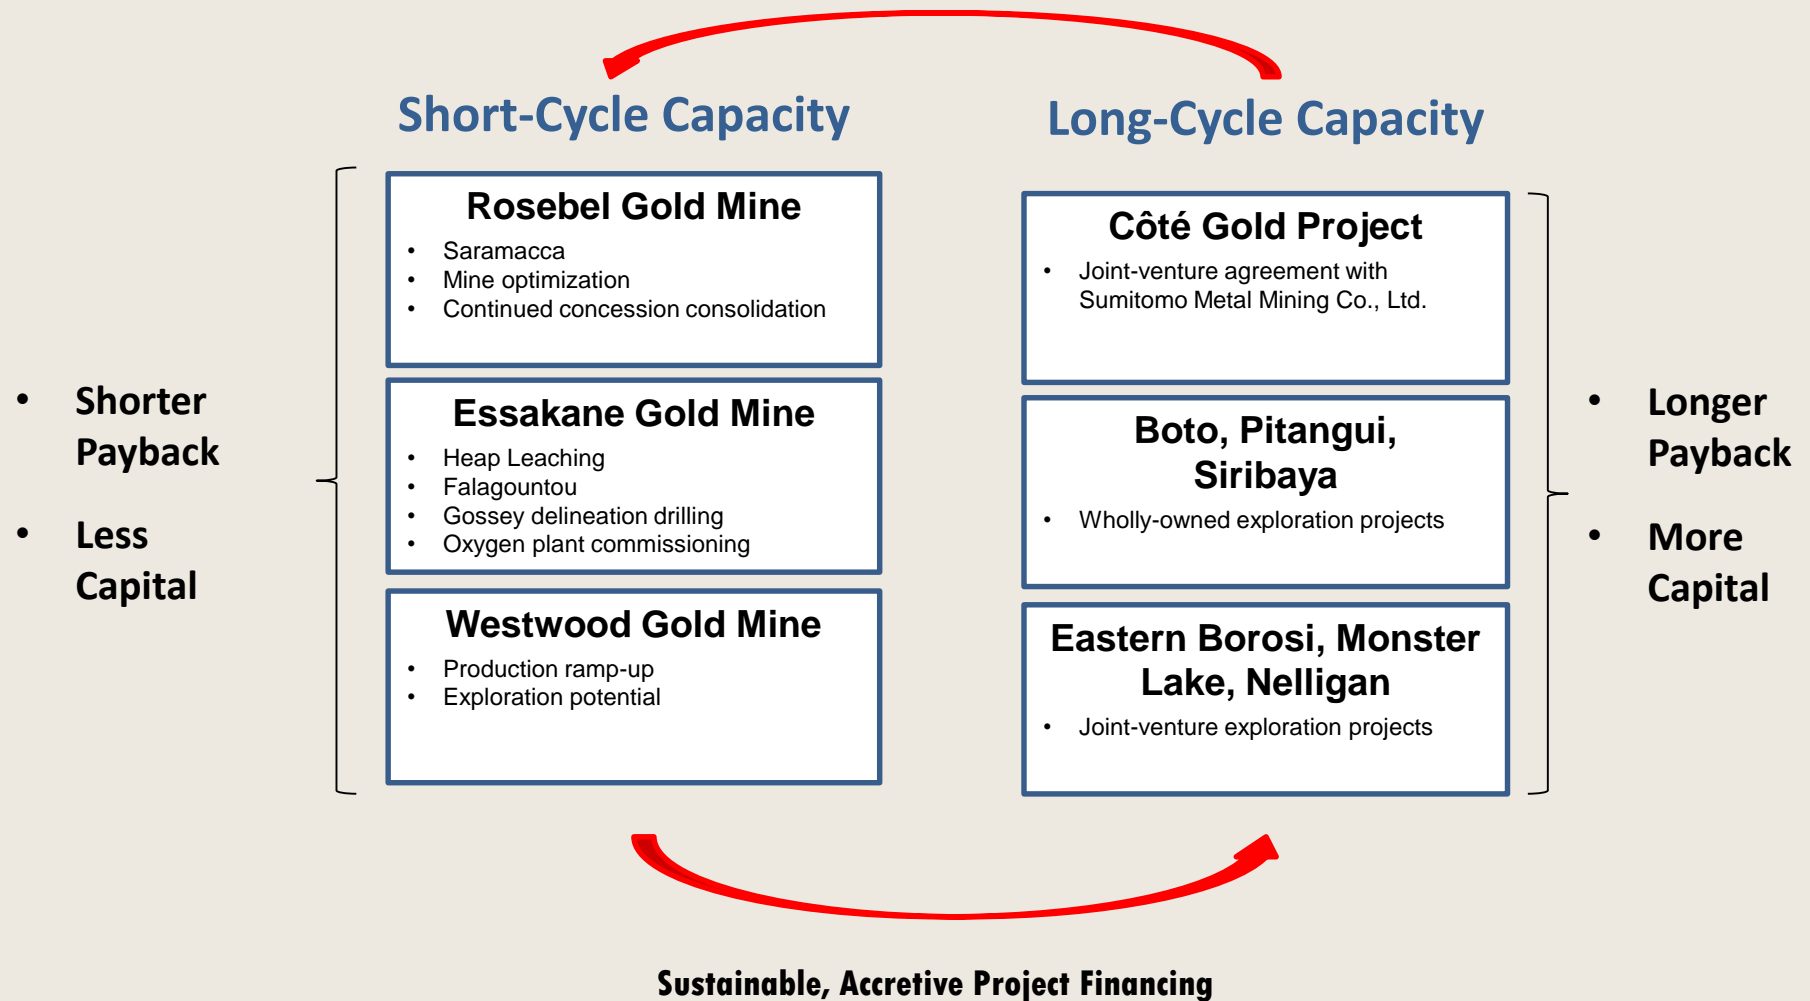 Short-Cycle Capacity
Long-Cycle Capacity
• Shorter
Payback
• Less
Capital
Rosebel Gold Mine
• Saramacca
• Mine optimization
• Continued concession consolidation
Essakane Gold Mine
• Heap Leaching
• Falagountou
• Gossey delineation drilling
• Oxygen plant commissioning
Westwood Gold Mine
• Production ramp-up
• Exploration potential
Côté Gold Project
• Joint-venture agreement with
Sumitomo Metal Mining Co., Ltd.
Boto, Pitangui,
Siribaya
• Wholly-owned exploration projects
Eastern Borosi, Monster
Lake, Nelligan
• Joint-venture exploration projects
• Longer
Payback
• More
Capital
Sustainable, Accretive Project Financing